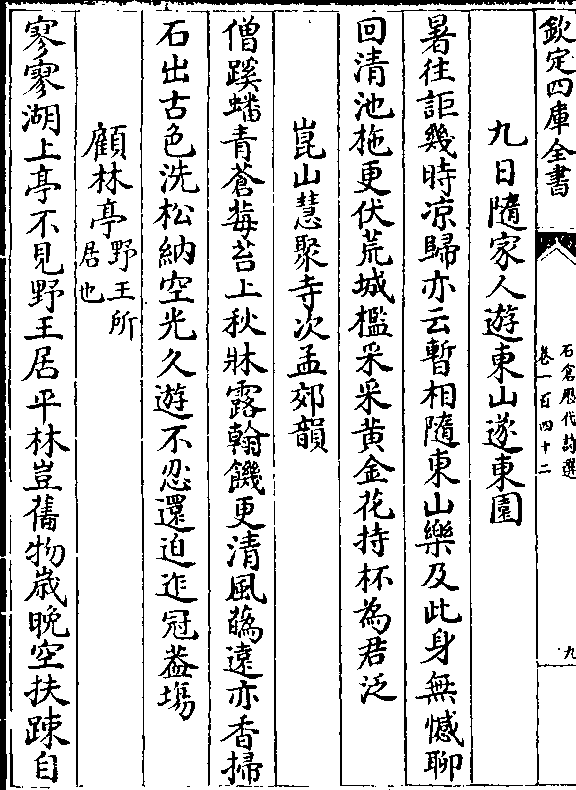 欽定四庫全書
石倉歷代詩選
卷一百四十二
九
九日隨家人遊東山遂東園
暑往詎幾時凉歸亦云暫相隨東山樂及此身無憾聊
回清池柂更伏荒城檻采采黄金花持杯為君泛
崑山慧聚寺次孟郊韻
僧蹊蟠青蒼莓苔上秋牀露翰饑更清風蘤遠亦香掃
石出古色洗松納空光久遊不忍還迫迮冠蓋塲
顧林亭野王所
居也
寥寥湖上亭不見野王居平林豈舊物歲晚空扶踈自